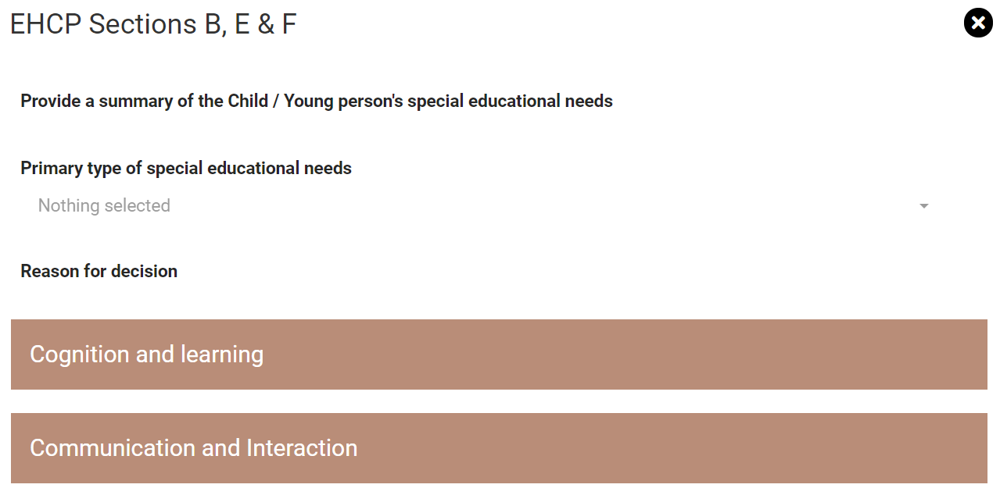 EHCP Sections B, E & F
Provide a summary of the Child / Young person's special educational needs
Primary type of special educational needs
Nothing selected
Reason for decision
Cognition and learning
Communication and Interaction